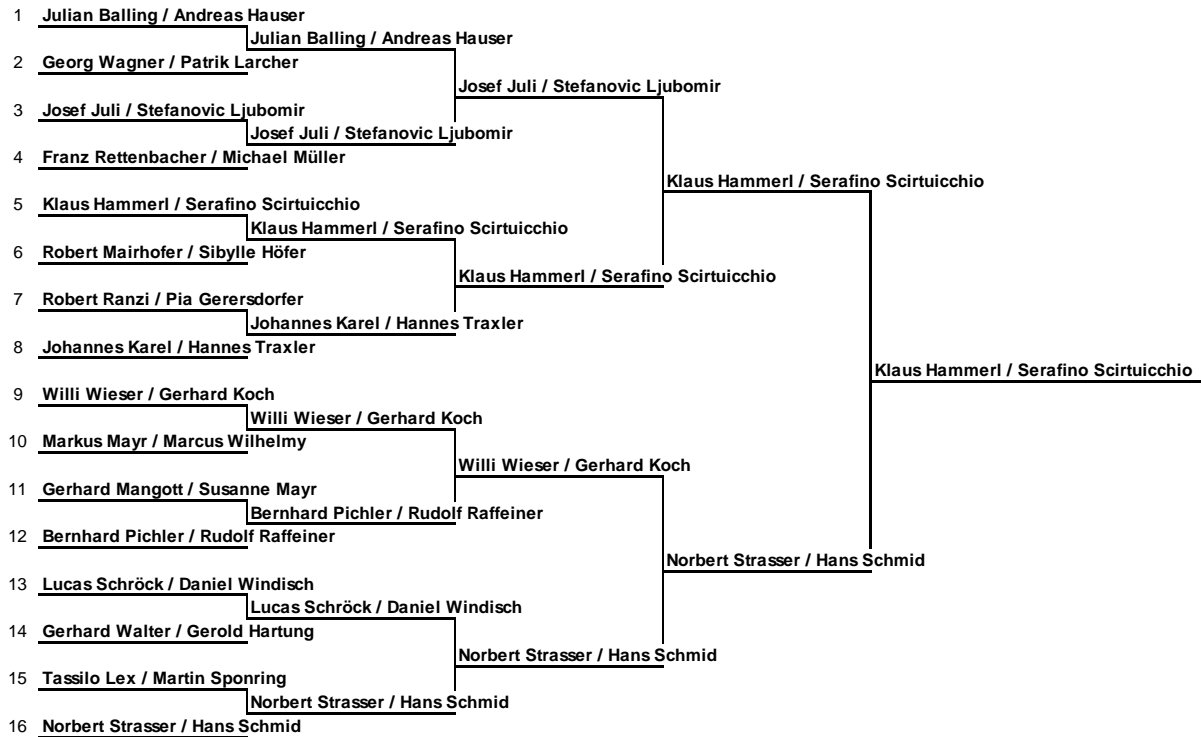 1 Julian Balling / Andreas Hauser
Julian Balling / Andreas Hauser
2 Georg Wagner / Patrik Larcher
Josef Juli / Stefanovic Ljubomir
3 Josef Juli / Stefanovic Ljubomir
Josef Juli / Stefanovic Ljubomir
4 Franz Rettenbacher / Michael Müller
Klaus Hammerl / Serafino Scirtuicchio
5 Klaus Hammerl / Serafino Scirtuicchio
Klaus Hammerl / Serafino Scirtuicchio
6 Robert Mairhofer / Sibylle Höfer
Klaus Hammerl / Serafino Scirtuicchio
7 Robert Ranzi / Pia Gerersdorfer
Johannes Karel / Hannes Traxler
8 Johannes Karel / Hannes Traxler
Klaus Hammerl / Serafino Scirtuicchio
9 Willi Wieser / Gerhard Koch
Willi Wieser / Gerhard Koch
10 Markus Mayr / Marcus Wilhelmy
Willi Wieser / Gerhard Koch
11 Gerhard Mangott / Susanne Mayr
Bernhard Pichler / Rudolf Raffeiner
12 Bernhard Pichler / Rudolf Raffeiner
Norbert Strasser / Hans Schmid
13 Lucas Schröck / Daniel Windisch
Lucas Schröck / Daniel Windisch
14 Gerhard Walter / Gerold Hartung
Norbert Strasser / Hans Schmid
15 Tassilo Lex / Martin Sponring
Norbert Strasser / Hans Schmid
16 Norbert Strasser / Hans Schmid